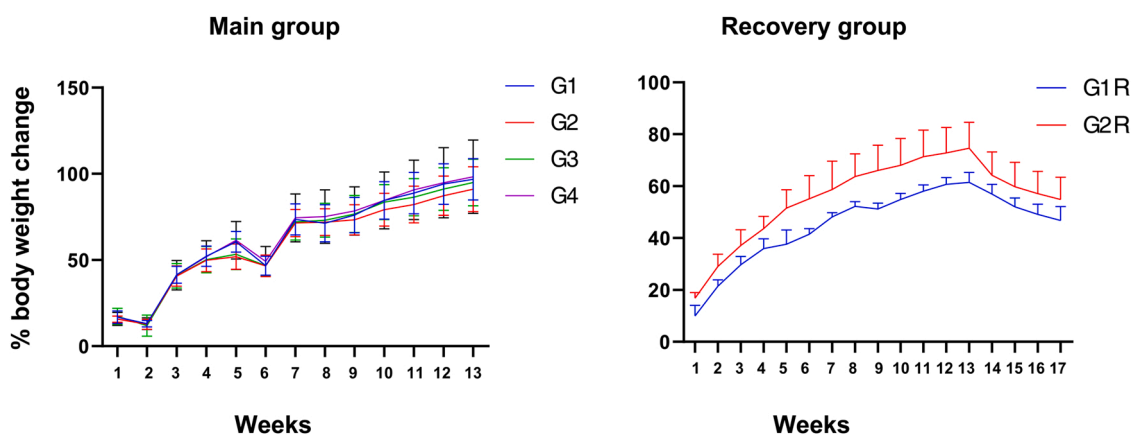 Main group
% body weight change
150
100
50
0
1 2 3 4 5 6 7 8 9 10 11 12 13
Weeks
G1
G2
G3
G4
Recovery group
100
80
60
40
20
0
1 2 3 4 5 6 7 8 9 10 11 12 13 14 15 16 17
Weeks
G1R
G2R